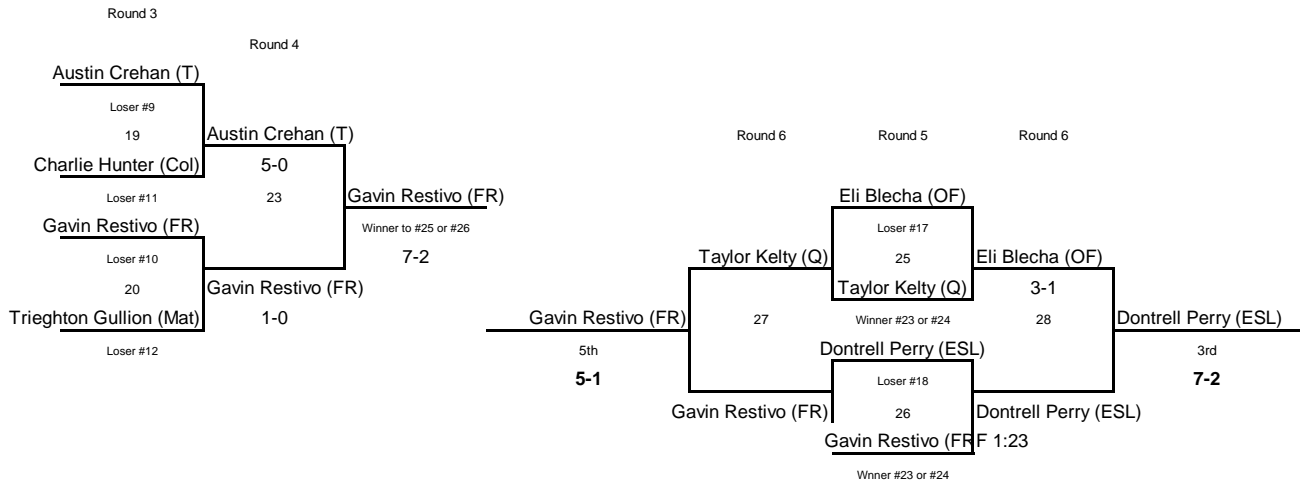 Round 3
Round 4
Austin Crehan (T)
Loser #9
19
Austin Crehan (T)
Charlie Hunter (Col)
5-0
Loser #11
23
Gavin Restivo (FR)
Gavin Restivo (FR)
Loser #10
Winner to #25 or #26
7-2
20
Gavin Restivo (FR)
Trieghton Gullion (Mat)
1-0
Loser #12
Round 6
Round 5
Round 6
Eli Blecha (OF)
Loser #17
Taylor Kelty (Q)
25
Eli Blecha (OF)
Taylor Kelty (Q)
3-1
Gavin Restivo (FR)
27
Winner #23 or #24
28
Dontrell Perry (ESL)
5th
Dontrell Perry (ESL)
3rd
5-1
Loser #18
7-2
Gavin Restivo (FR)
26
Dontrell Perry (ESL)
Gavin Restivo (FRF 1:23
Wnner #23 or #24